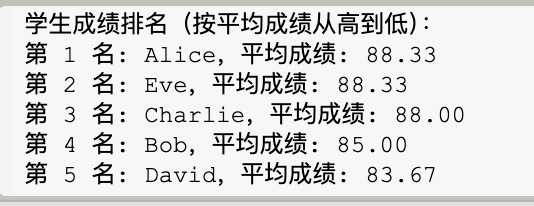 学生成绩排名（按平均成绩从高到低）：
第 1 名: Alice, 平均成绩: 88.33
第 2 名: Eve, 平均成绩: 88.33
第 3 名: Charlie, 平均成绩: 88.00
第 4 名: Bob, 平均成绩: 85.00
第 5 名: David, 平均成绩: 83.67